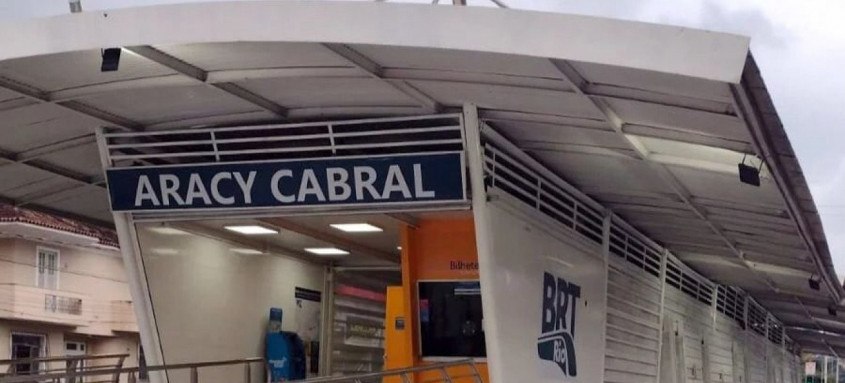 ARACY CABRAL
Bilhete
BRT
Rio